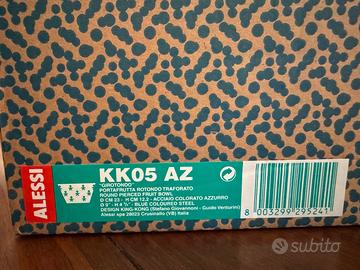 ALESSI
KK05 AZ
"GIROTONDO"
PORTAFRUTTA ROTONDO TRAFORATO
ROUND PIERCED FRUIT BOWL
D CM 23 - H CM 12.2 - ACCIAIO COLORATO AZZURRO
D 9" - H 4 ¾" - BLUE COLOURED STEEL
DESIGN KING-KONG (Stefano Giovannoni - Guido Venturini)
Alessi spa 28023 Crusinallo (VB) Italia
8 003299 295241
subito